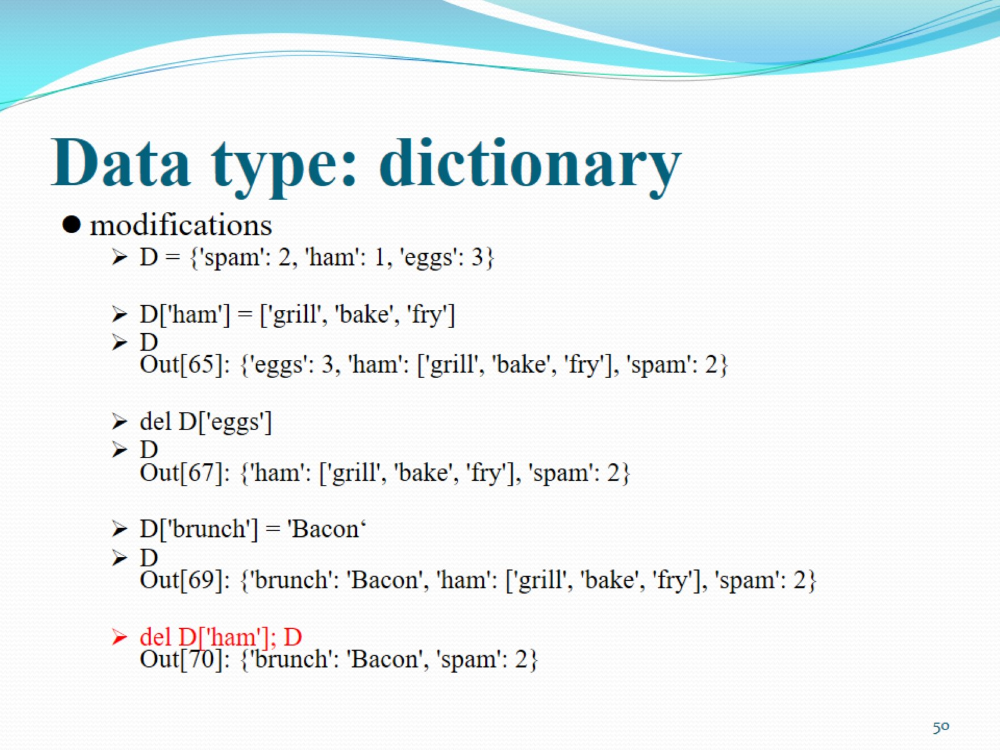 Data type: dictionary
● modifications
➢ D = {'spam': 2, 'ham': 1, 'eggs': 3}
➢ D['ham'] = ['grill', 'bake', 'fry']
➢ D
Out[65]: {'eggs': 3, 'ham': ['grill', 'bake', 'fry'], 'spam': 2}
➢ del D['eggs']
➢ D
Out[67]: {'ham': ['grill', 'bake', 'fry'], 'spam': 2}
➢ D['brunch'] = 'Bacon‘
➢ D
Out[69]: {'brunch': 'Bacon', 'ham': ['grill', 'bake', 'fry'], 'spam': 2}
➢ del D['ham']; D
Out[70]: {'brunch': 'Bacon', 'spam': 2}
50